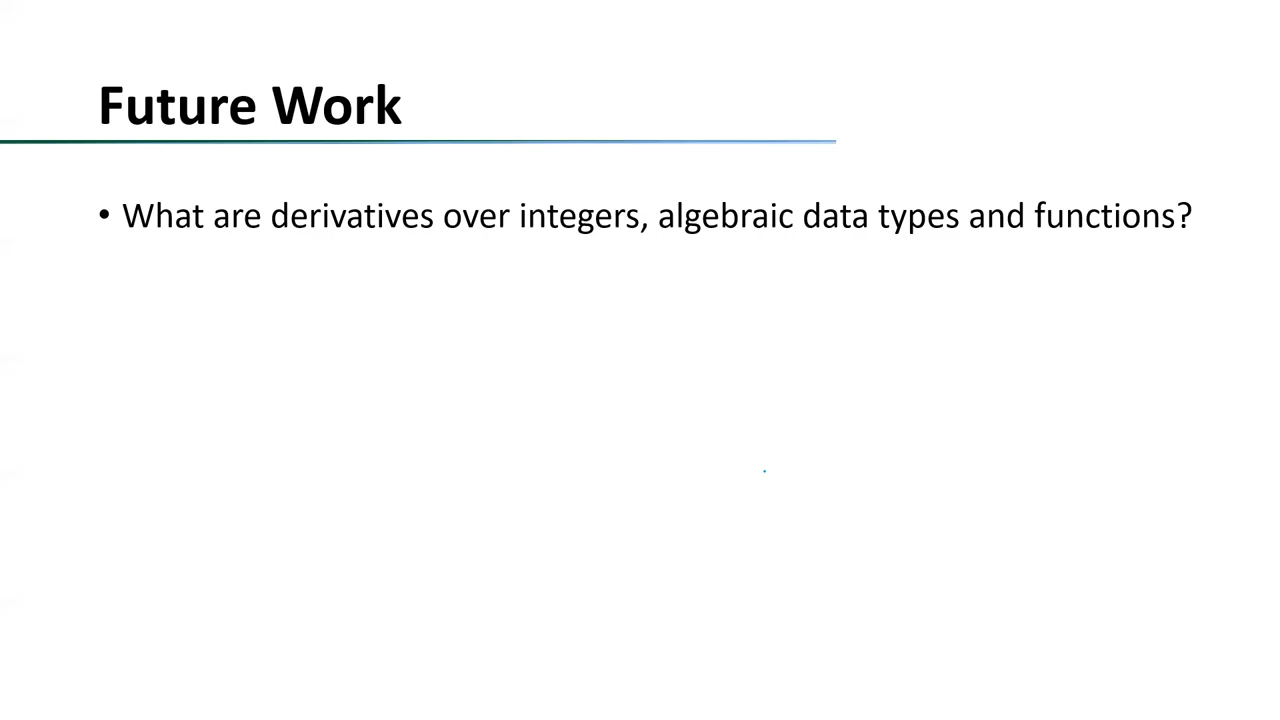 Future Work
• What are derivatives over integers, algebraic data types and functions?